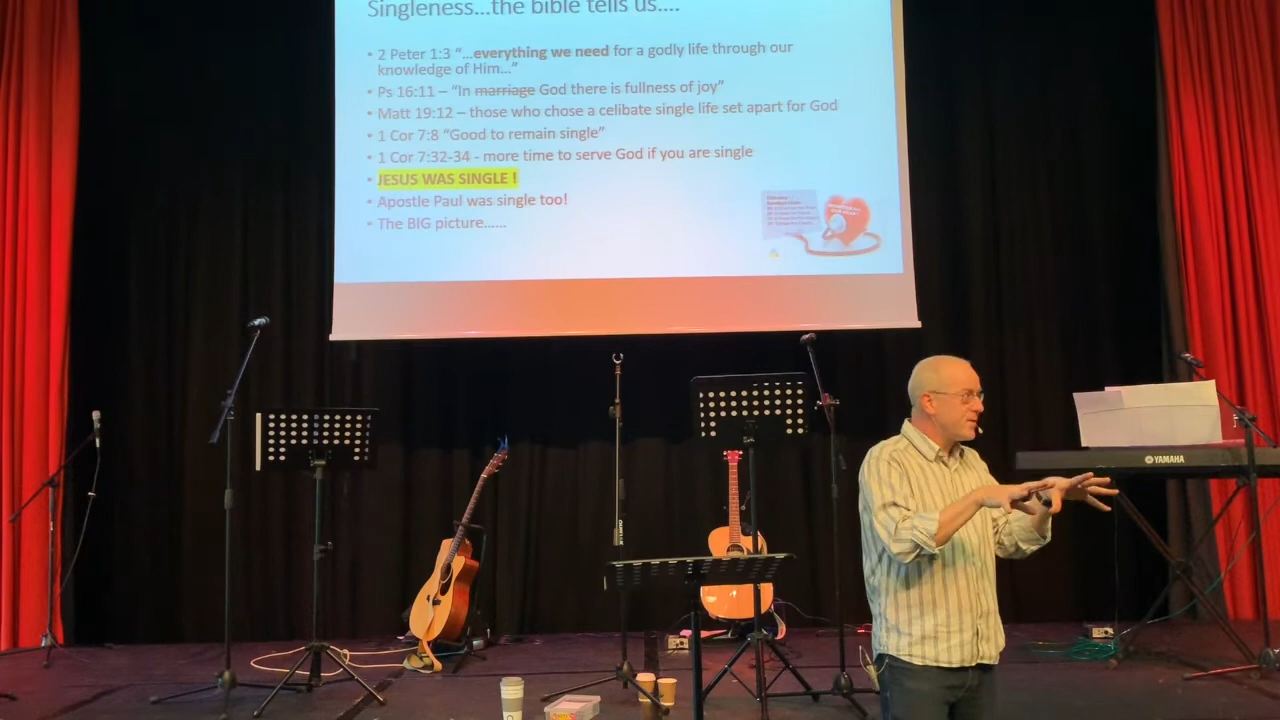 Singleness...the bible tells us....
• 2 Peter 1:3 “...everything we need for a godly life through our
knowledge of Him...”
• Ps 16:11 – “In marriage God there is fullness of joy”
• Matt 19:12 – those who chose a celibate single life set apart for God
• 1 Cor 7:8 “Good to remain single”
• 1 Cor 7:32-34 - more time to serve God if you are single
• JESUS WAS SINGLE !
• Apostle Paul was single too!
• The BIG picture......
YAMAHA